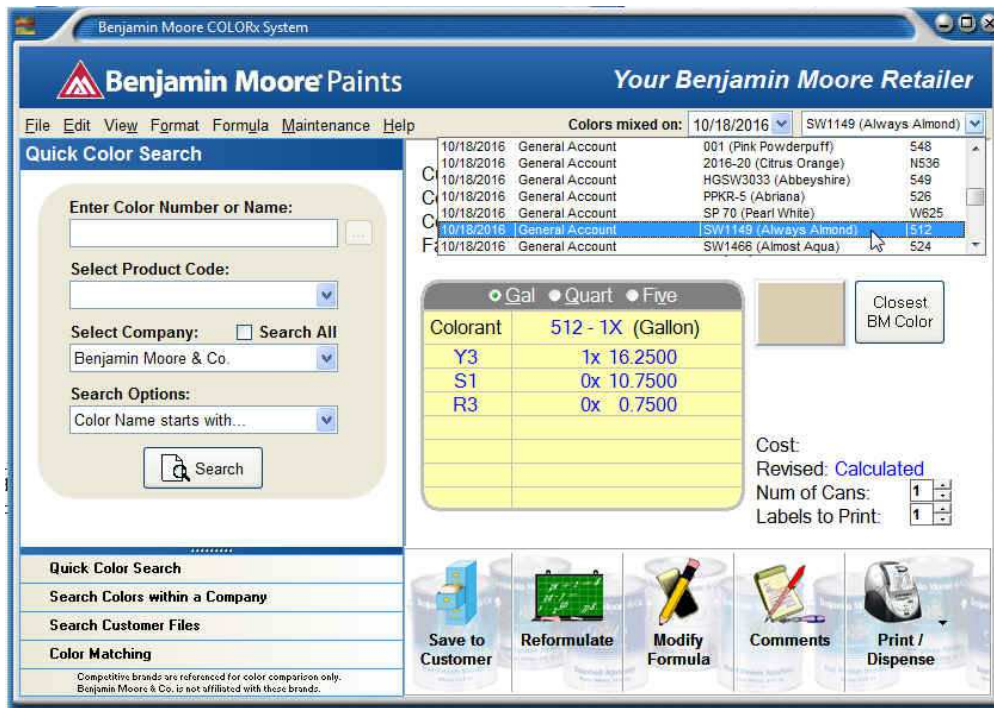 Benjamin Moore COLORx System
Benjamin Moore Paints
Your Benjamin Moore Retailer
File Edit View Format Formula Maintenance Help
Colors mixed on: 10/18/2016 SW1149 (Always Almond)
Quick Color Search
10/18/2016 General Account 001 (Pink Powderpuff) 548
10/18/2016 General Account 2016-20 (Citrus Orange) N536
10/18/2016 General Account HGSW3033 (Abbeyshire) 549
10/18/2016 General Account PPKR-5 (Abriana) 526
10/18/2016 General Account SP 70 (Pearl White) W625
10/18/2016 General Account SW1149 (Always Almond) 512
10/18/2016 General Account SW1466 (Almost Aqua) 524
Enter Color Number or Name:
...
Select Product Code:
Select Company: Search All
Benjamin Moore & Co.
Search Options:
Color Name starts with...
Search
Gal Quart Five
Colorant 512 - 1X (Gallon)
Y3 1x 16.2500
S1 0x 10.7500
R3 0x 0.7500
Closest
BM Color
Cost:
Revised: Calculated
Num of Cans: 1
Labels to Print: 1
Quick Color Search
Search Colors within a Company
Search Customer Files
Color Matching
Competitive brands are referenced for color comparison only.
Benjamin Moore & Co. is not affiliated with these brands.
Save to
Customer
Reformulate
Modify
Formula
Comments
Print /
Dispense